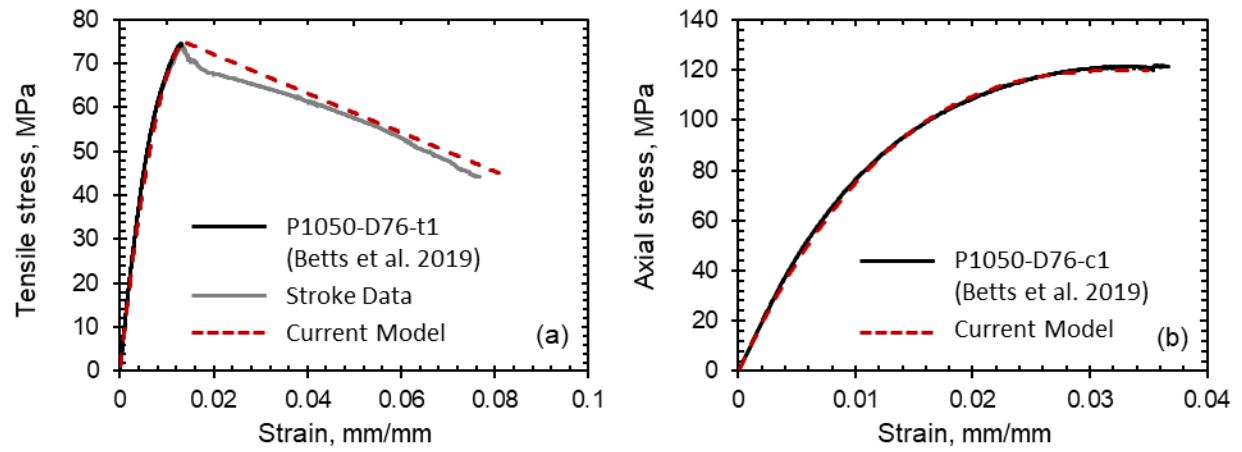 Tensile stress, MPa
80
70
60
50
40
30
20
10
0
P1050-D76-t1
(Betts et al. 2019)
Stroke Data
Current Model
(a)
0
0.02
0.04
0.06
0.08
0.1
Strain, mm/mm
Axial stress, MPa
140
120
100
80
60
40
20
0
P1050-D76-c1
(Betts et al. 2019)
Current Model
(b)
0
0.01
0.02
0.03
0.04
Strain, mm/mm